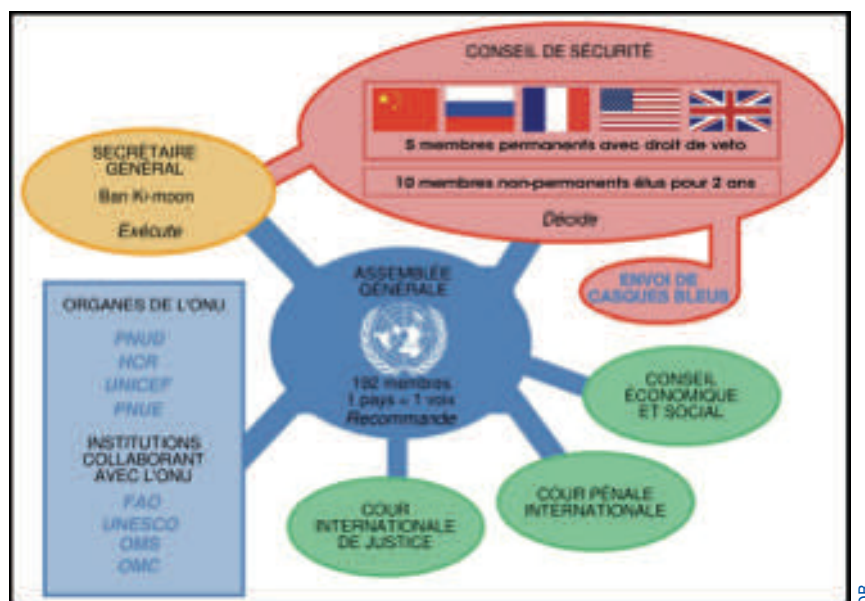 CONSEIL DE SÉCURITÉ
5 membres permanents avec droit de veto
10 membres non-permanents élus pour 2 ans
Décide
SECRÉTAIRE
GÉNÉRAL
Ban Ki-moon
Exécute
ENVOI DE
CASQUES BLEUS
ASSEMBLÉE
GÉNÉRALE
192 membres
1 pays = 1 voix
Recommande
ORGANES DE L'ONU
PNUD
HCR
UNICEF
PNUE
INSTITUTIONS
COLLABORANT
AVEC L'ONU
FAO
UNESCO
OMS
OMC
CONSEIL
ÉCONOMIQUE
ET SOCIAL
COUR PÉNALE
INTERNATIONALE
COUR
INTERNATIONALE
DE JUSTICE